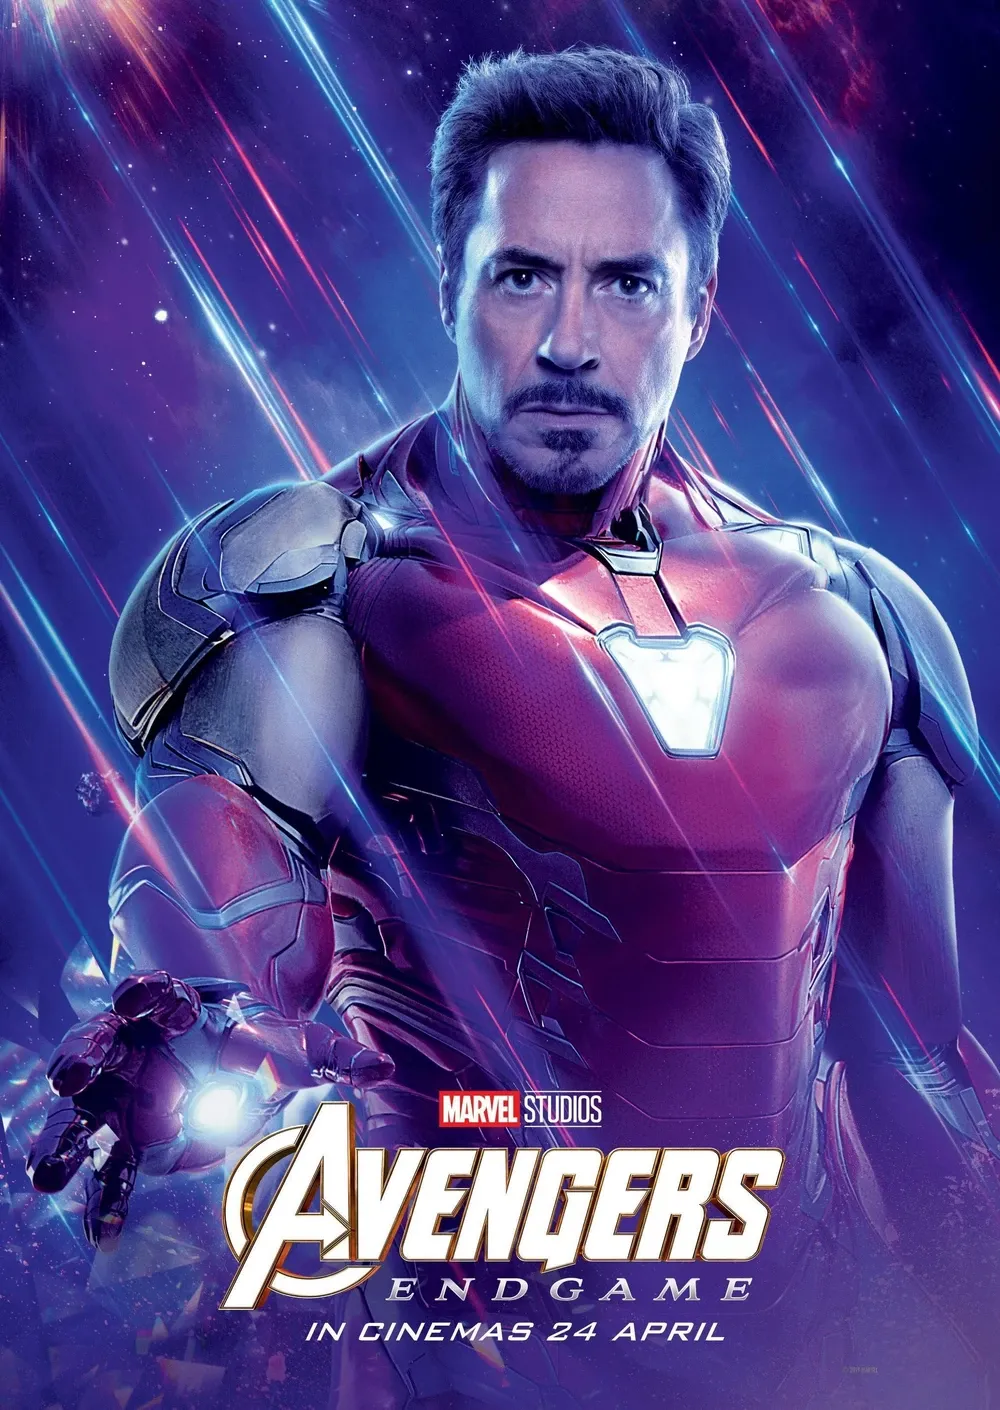 MARVEL STUDIOS
AVENGERS
ENDGAME
IN CINEMAS 24 APRIL